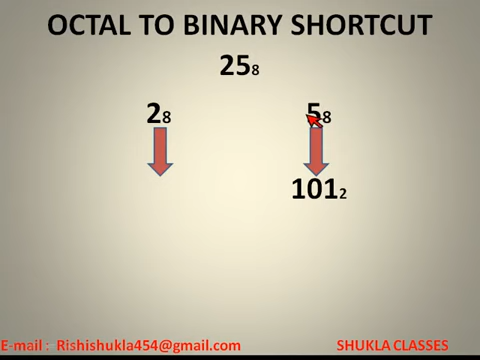 OCTAL TO BINARY SHORTCUT
25₈
2₈ 5₈
101₂
E-mail : Rishishukla454@gmail.com SHUKLA CLASSES